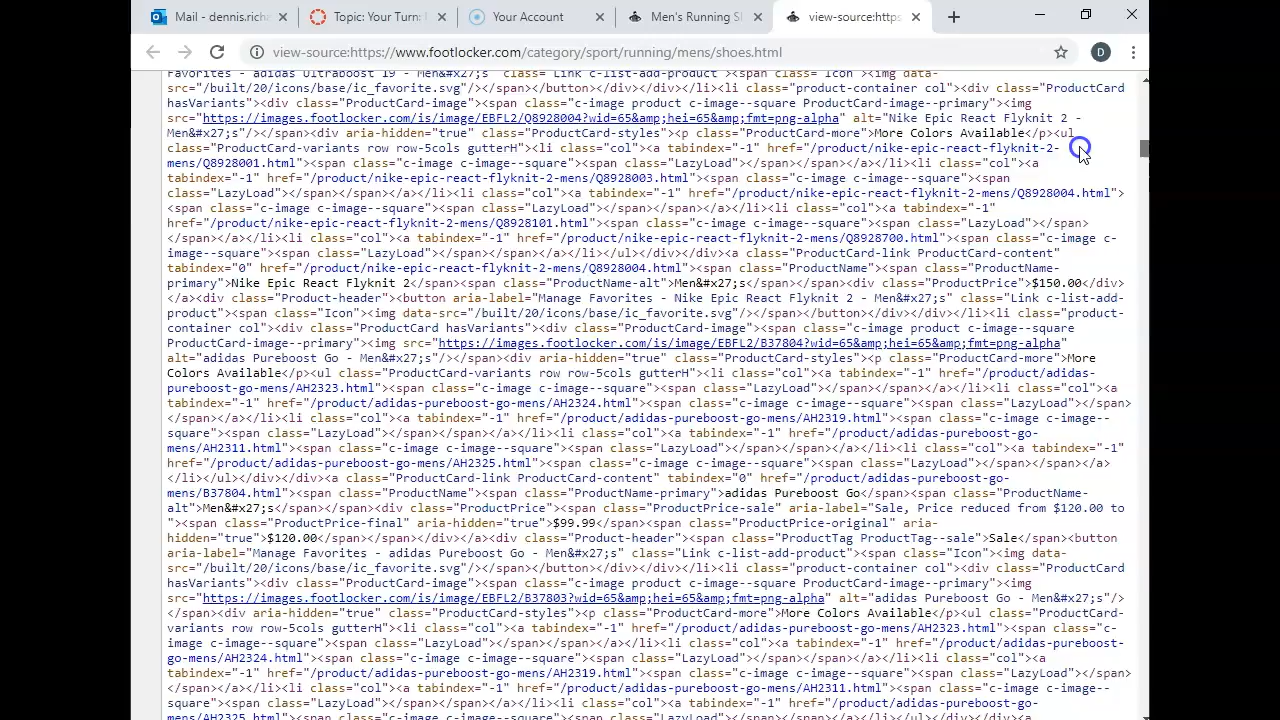 Mail - dennis.richa
Topic: Your Turn:
Your Account
Men's Running Sh
view-source:https:
view-source:https://www.footlocker.com/category/sport/running/mens/shoes.html
D
Favorites - adidas Ultraboost 19 - Men&#x27;s" class="Link c-list-add-product"><span class="Icon"><img data-
src="/built/20/icons/base/ic_favorite.svg"/></span></button></div></div></li><li class="product-container col"><div class="ProductCard
hasVariants"><div class="ProductCard-image"><span class="c-image product c-image--square ProductCard-image--primary"><img
src="https://images.footlocker.com/is/image/EBFL2/Q8928004?wid=65&amp;hei=65&amp;fmt=png-alpha" alt="Nike Epic React Flyknit 2 -
Men&#x27;s"/></span><div aria-hidden="true" class="ProductCard-styles"><p class="ProductCard-more">More Colors Available</p><ul
class="ProductCard-variants row row-5cols gutterH"><li class="col"><a tabindex="-1" href="/product/nike-epic-react-flyknit-2-
mens/Q8928001.html"><span class="c-image c-image--square"><span class="LazyLoad"></span></span></a></li><li class="col"><a
tabindex="-1" href="/product/nike-epic-react-flyknit-2-mens/Q8928003.html"><span class="c-image c-image--square"><span
class="LazyLoad"></span></span></a></li><li class="col"><a tabindex="-1" href="/product/nike-epic-react-flyknit-2-mens/Q8928004.html">
<span class="c-image c-image--square"><span class="LazyLoad"></span></span></a></li><li class="col"><a tabindex="-1"
href="/product/nike-epic-react-flyknit-2-mens/Q8928101.html"><span class="c-image c-image--square"><span class="LazyLoad"></span>
</span></a></li><li class="col"><a tabindex="-1" href="/product/nike-epic-react-flyknit-2-mens/Q8928700.html"><span class="c-image c-
image--square"><span class="LazyLoad"></span></span></a></li></ul></div></div><a class="ProductCard-link ProductCard-content"
tabindex="0" href="/product/nike-epic-react-flyknit-2-mens/Q8928004.html"><span class="ProductName"><span class="ProductName-
primary">Nike Epic React Flyknit 2</span><span class="ProductName-alt">Men&#x27;s</span></span><div class="ProductPrice">$150.00</div>
</a><div class="Product-header"><button aria-label="Manage Favorites - Nike Epic React Flyknit 2 - Men&#x27;s" class="Link c-list-add-
product"><span class="Icon"><img data-src="/built/20/icons/base/ic_favorite.svg"/></span></button></div></div></li><li class="product-
container col"><div class="ProductCard hasVariants"><div class="ProductCard-image"><span class="c-image product c-image--square
ProductCard-image--primary"><img src="https://images.footlocker.com/is/image/EBFL2/B37804?wid=65&amp;hei=65&amp;fmt=png-alpha"
alt="adidas Pureboost Go - Men&#x27;s"/></span><div aria-hidden="true" class="ProductCard-styles"><p class="ProductCard-more">More
Colors Available</p><ul class="ProductCard-variants row row-5cols gutterH"><li class="col"><a tabindex="-1" href="/product/adidas-
pureboost-go-mens/AH2323.html"><span class="c-image c-image--square"><span class="LazyLoad"></span></span></a></li><li class="col"><a
tabindex="-1" href="/product/adidas-pureboost-go-mens/AH2324.html"><span class="c-image c-image--square"><span class="LazyLoad"></span>
</span></a></li><li class="col"><a tabindex="-1" href="/product/adidas-pureboost-go-mens/AH2319.html"><span class="c-image c-image--
square"><span class="LazyLoad"></span></span></a></li><li class="col"><a tabindex="-1" href="/product/adidas-pureboost-go-
mens/AH2311.html"><span class="c-image c-image--square"><span class="LazyLoad"></span></span></a></li><li class="col"><a tabindex="-1"
href="/product/adidas-pureboost-go-mens/AH2325.html"><span class="c-image c-image--square"><span class="LazyLoad"></span></span></a>
</li></ul></div></div><a class="ProductCard-link ProductCard-content" tabindex="0" href="/product/adidas-pureboost-go-
mens/B37804.html"><span class="ProductName"><span class="ProductName-primary">adidas Pureboost Go</span><span class="ProductName-
alt">Men&#x27;s</span></span><div class="ProductPrice"><span class="ProductPrice-sale" aria-label="Sale, Price reduced from $120.00 to
"><span class="ProductPrice-final" aria-hidden="true">$99.99</span><span class="ProductPrice-original" aria-
hidden="true">$120.00</span></span></div></a><div class="Product-header"><span class="ProductTag ProductTag--sale">Sale</span><button
aria-label="Manage Favorites - adidas Pureboost Go - Men&#x27;s" class="Link c-list-add-product"><span class="Icon"><img data-
src="/built/20/icons/base/ic_favorite.svg"/></span></button></div></div></li><li class="product-container col"><div class="ProductCard
hasVariants"><div class="ProductCard-image"><span class="c-image product c-image--square ProductCard-image--primary"><img
src="https://images.footlocker.com/is/image/EBFL2/B37803?wid=65&amp;hei=65&amp;fmt=png-alpha" alt="adidas Pureboost Go - Men&#x27;s"/>
</span><div aria-hidden="true" class="ProductCard-styles"><p class="ProductCard-more">More Colors Available</p><ul class="ProductCard-
variants row row-5cols gutterH"><li class="col"><a tabindex="-1" href="/product/adidas-pureboost-go-mens/AH2323.html"><span class="c-
image c-image--square"><span class="LazyLoad"></span></span></a></li><li class="col"><a tabindex="-1" href="/product/adidas-pureboost-
go-mens/AH2324.html"><span class="c-image c-image--square"><span class="LazyLoad"></span></span></a></li><li class="col"><a
tabindex="-1" href="/product/adidas-pureboost-go-mens/AH2319.html"><span class="c-image c-image--square"><span class="LazyLoad"></span>
</span></a></li><li class="col"><a tabindex="-1" href="/product/adidas-pureboost-go-mens/AH2311.html"><span class="c-image c-image--
square"><span class="LazyLoad"></span></span></a></li><li class="col"><a tabindex="-1" href="/product/adidas-pureboost-go-
mens/AH2325.html"><span class="c-image c-image--square"><span class="LazyLoad"></span></span></a></li></ul></div></div><a